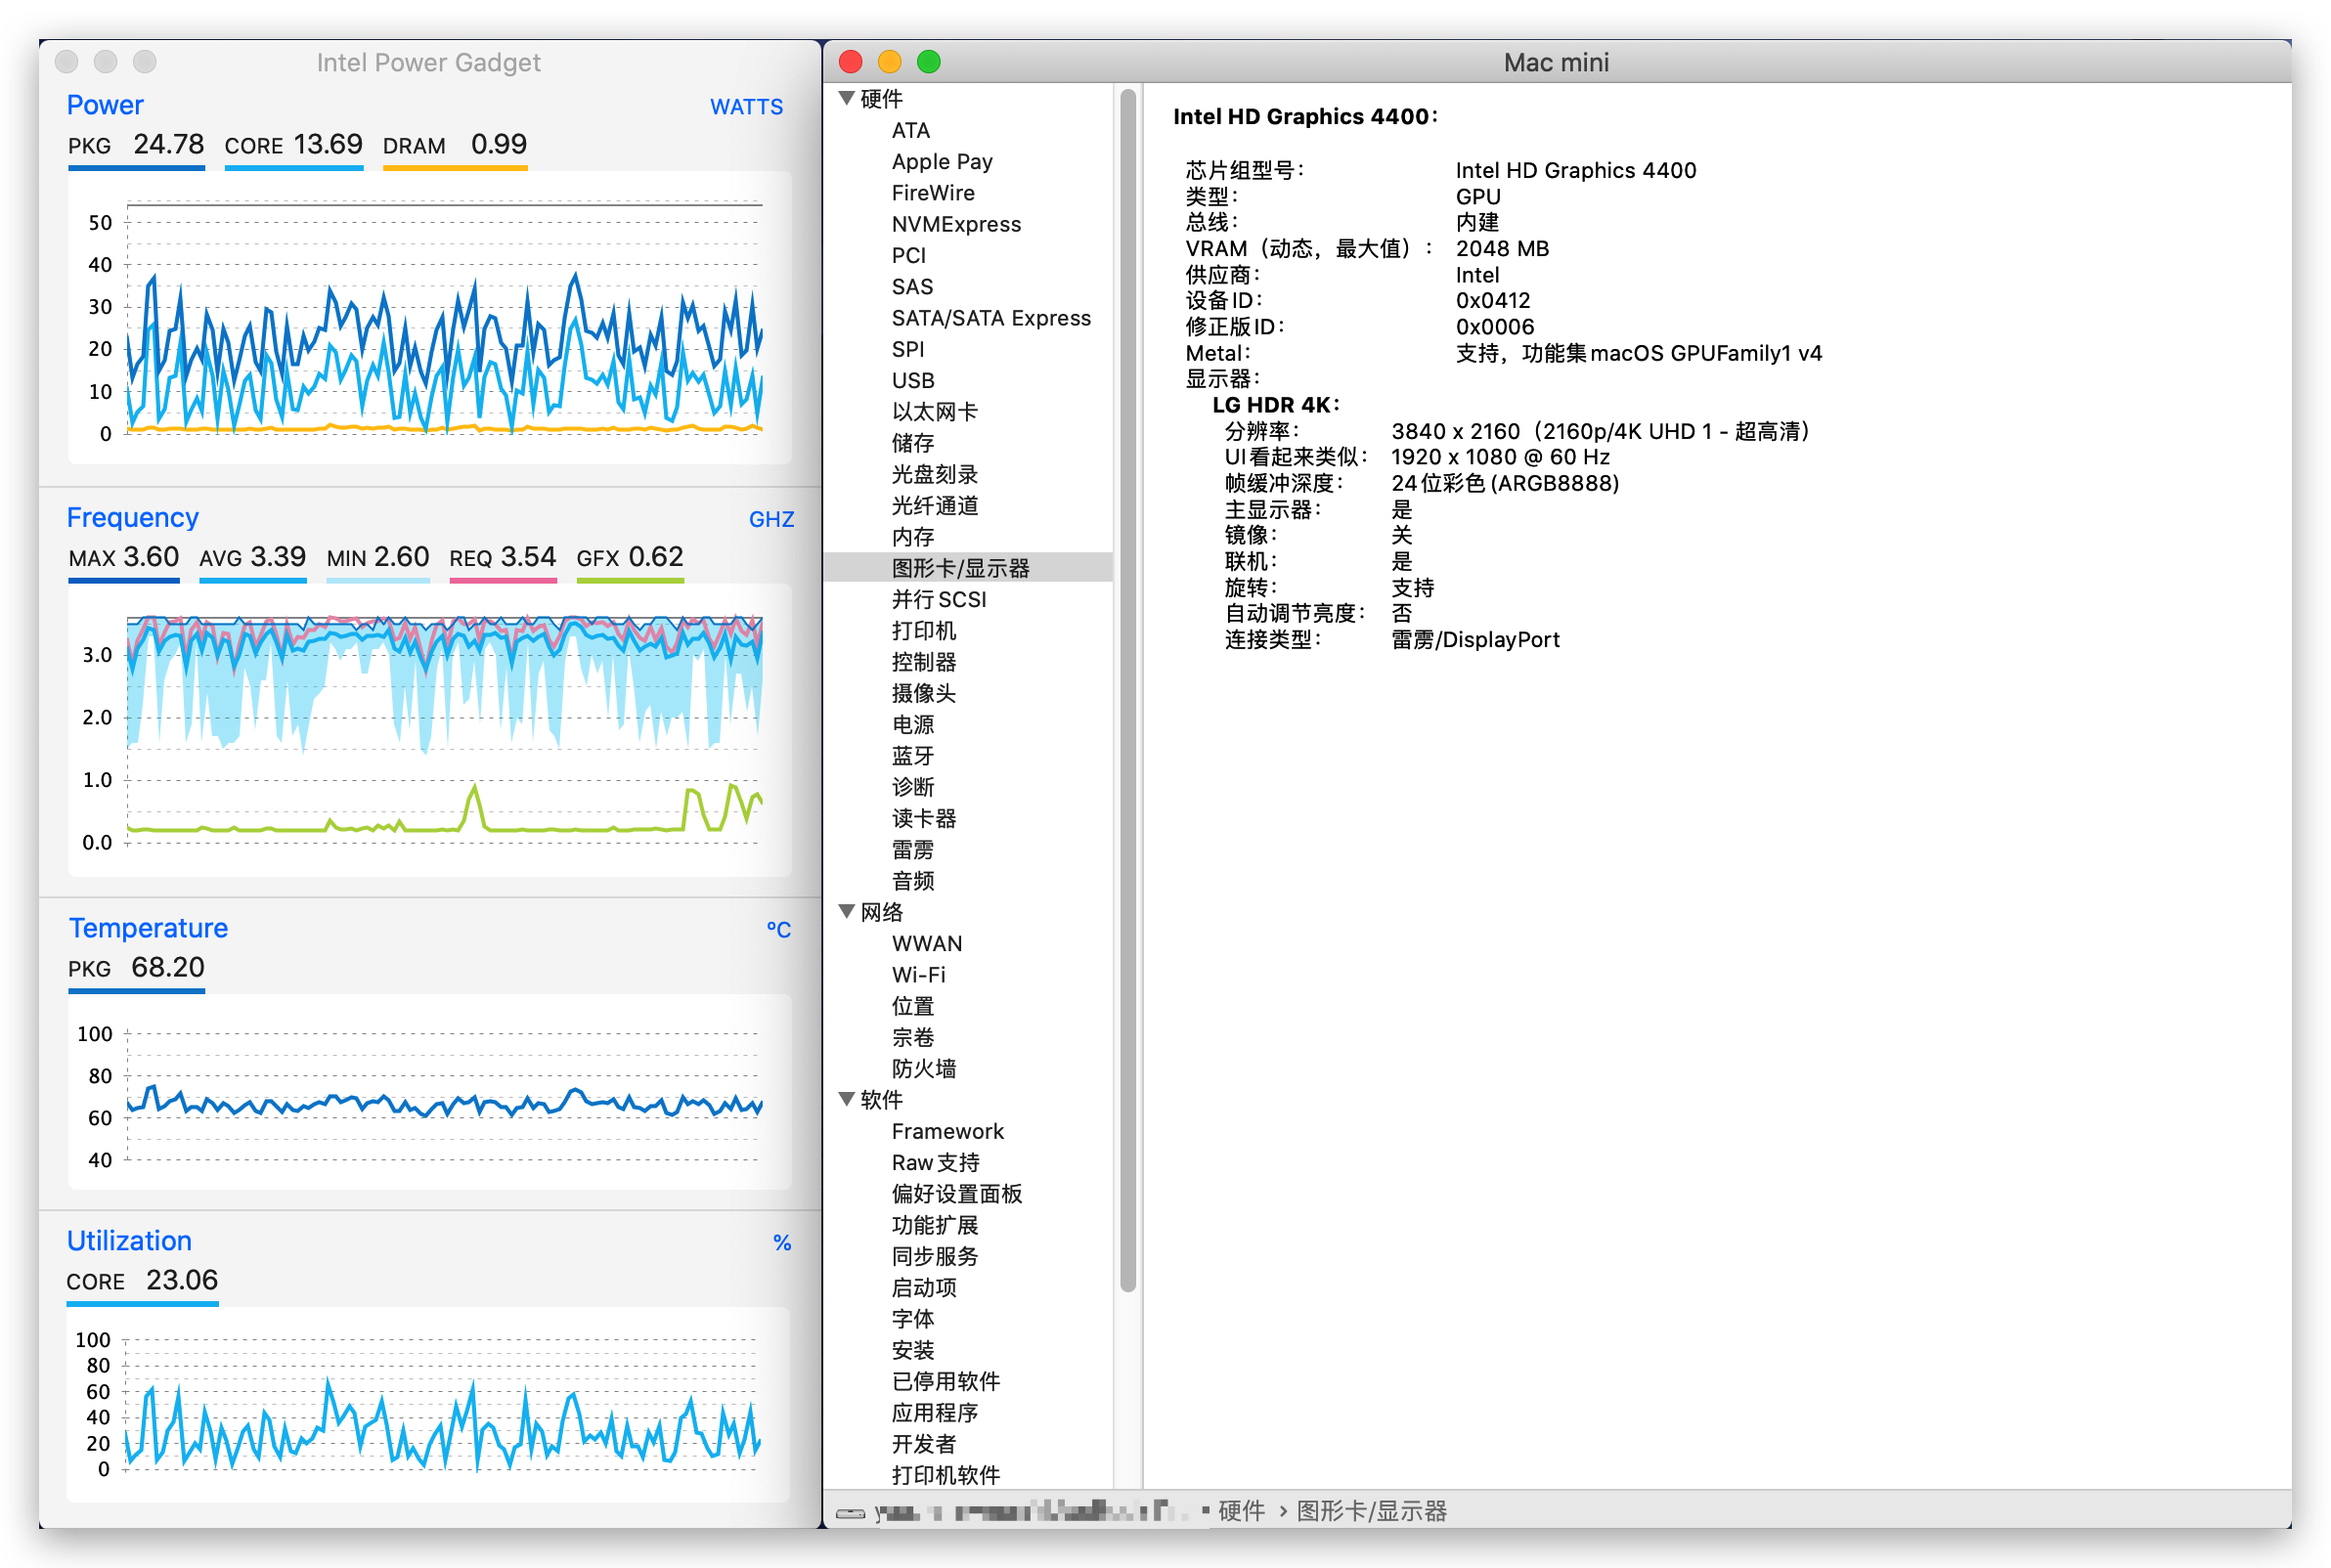 Intel Power Gadget
Power
WATTS
PKG 24.78 CORE 13.69 DRAM 0.99
50
40
30
20
10
0
Frequency
GHZ
MAX 3.60 AVG 3.39 MIN 2.60 REQ 3.54 GFX 0.62
3.0
2.0
1.0
0.0
Temperature
°C
PKG 68.20
100
80
60
40
Utilization
%
CORE 23.06
100
80
60
40
20
0
Mac mini
硬件
ATA
Apple Pay
FireWire
NVMExpress
PCI
SAS
SATA/SATA Express
SPI
USB
以太网卡
储存
光盘刻录
光纤通道
内存
图形卡/显示器
并行 SCSI
打印机
控制器
摄像头
电源
蓝牙
诊断
读卡器
雷雳
音频
网络
WWAN
Wi-Fi
位置
宗卷
防火墙
软件
Framework
Raw 支持
偏好设置面板
功能扩展
同步服务
启动项
字体
安装
已停用软件
应用程序
开发者
打印机软件
Intel HD Graphics 4400：
芯片组型号： Intel HD Graphics 4400
类型： GPU
总线： 内建
VRAM（动态，最大值）： 2048 MB
供应商： Intel
设备 ID： 0x0412
修正版 ID： 0x0006
Metal： 支持，功能集 macOS GPUFamily1 v4
显示器：
LG HDR 4K：
分辨率： 3840 x 2160（2160p/4K UHD 1 - 超高清）
UI 看起来类似： 1920 x 1080 @ 60 Hz
帧缓冲深度： 24 位彩色 (ARGB8888)
主显示器： 是
镜像： 关
联机： 是
旋转： 支持
自动调节亮度： 否
连接类型： 雷雳/DisplayPort
硬件 › 图形卡/显示器